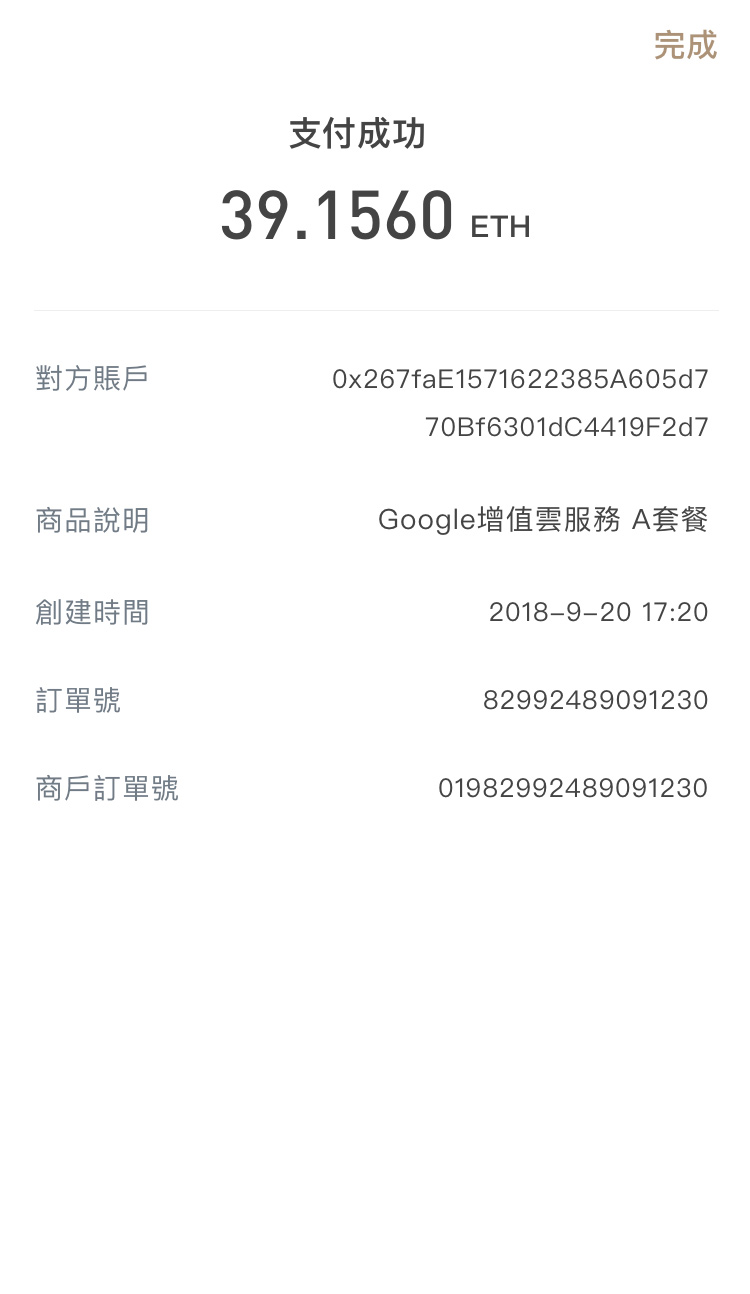 完成
支付成功
39.1560 ETH
對方賬戶 0x267faE1571622385A605d7
70Bf6301dC4419F2d7
商品說明 Google增值雲服務 A套餐
創建時間 2018-9-20 17:20
訂單號 82992489091230
商戶訂單號 01982992489091230